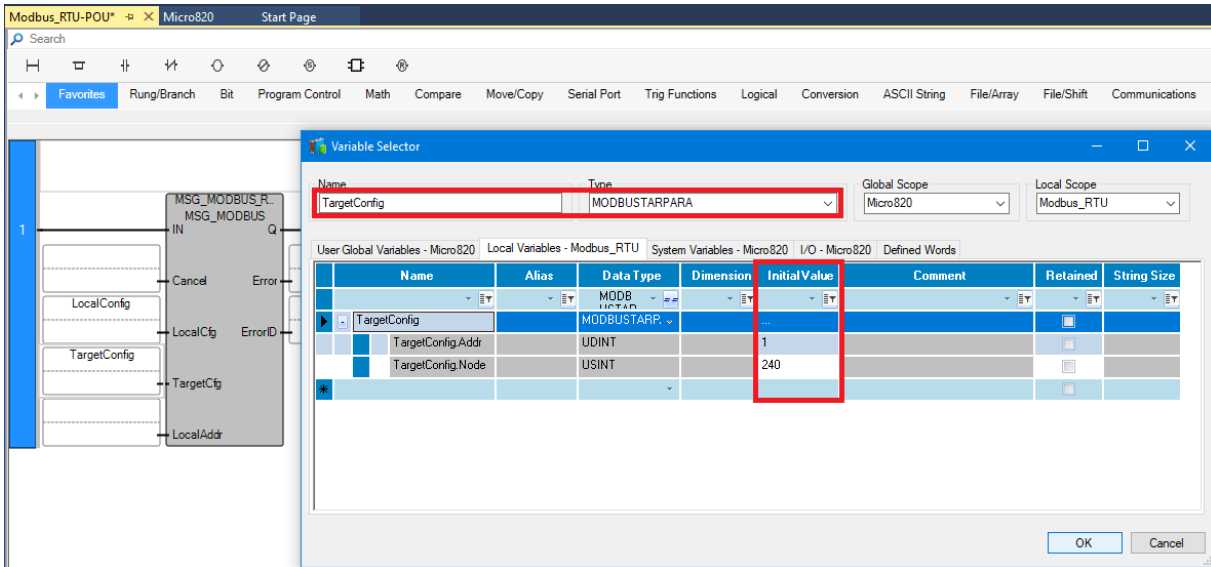 Modbus_RTU-POU* Micro820 Start Page
Search
Favorites Rung/Branch Bit Program Control Math Compare Move/Copy Serial Port Trig Functions Logical Conversion ASCII String File/Array File/Shift Communications
Variable Selector
Name Type Global Scope Local Scope
TargetConfig MODBUSTARPARA Micro820 Modbus_RTU
User Global Variables - Micro820 Local Variables - Modbus_RTU System Variables - Micro820 I/O - Micro820 Defined Words
Name Alias Data Type Dimension Initial Value Comment Retained String Size
MODB
USTAR
TargetConfig MODBUSTARP. ...
TargetConfig.Addr UDINT 1
TargetConfig.Node USINT 240
OK Cancel
1
MSG_MODBUS_R..
MSG_MODBUS
IN Q
Cancel Error
LocalConfig
LocalCfg ErrorID
TargetConfig
TargetCfg
LocalAddr